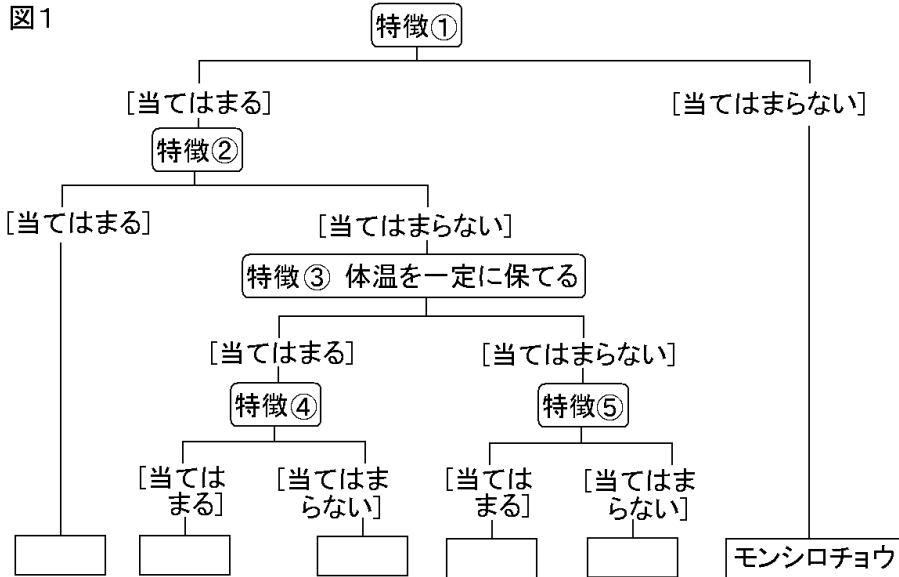 図1
特徴①
[当てはまる]
[当てはまらない]
特徴②
[当てはまる]
[当てはまらない]
特徴③ 体温を一定に保てる
[当てはまる]
[当てはまらない]
特徴④
特徴⑤
[当ては
まる]
[当てはま
らない]
[当ては
まる]
[当てはま
らない]
モンシロチョウ